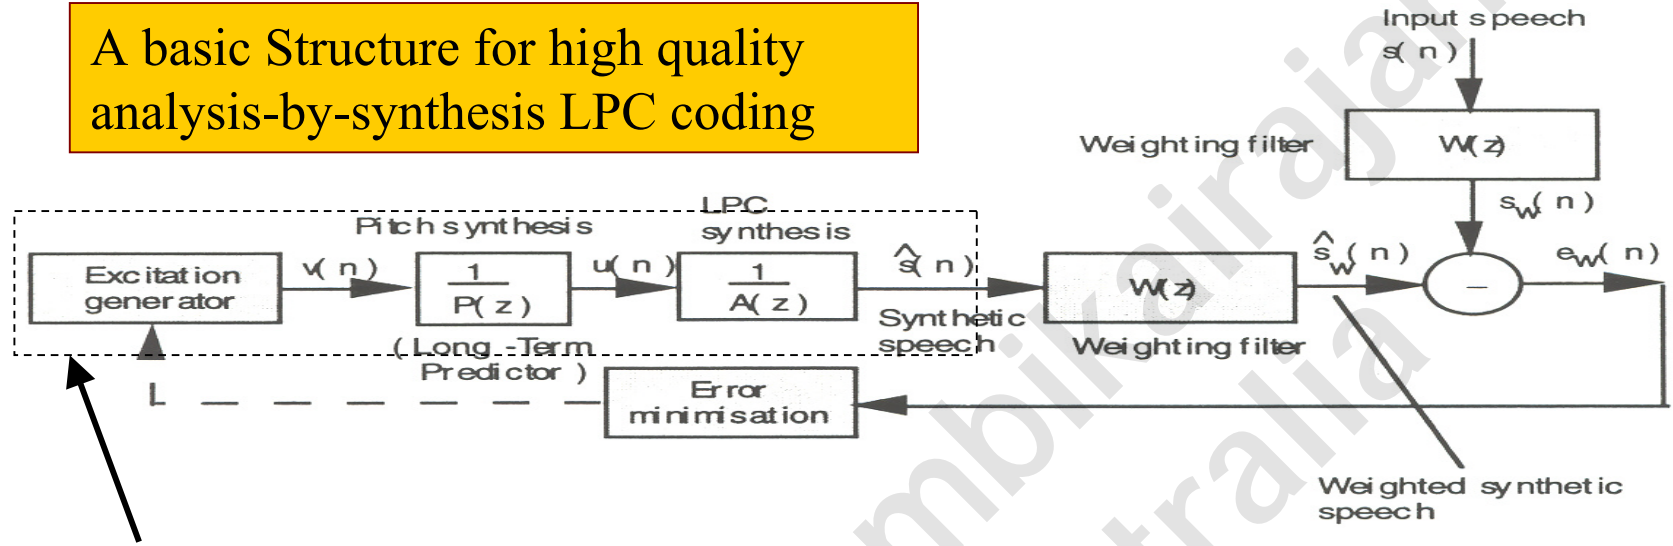 A basic Structure for high quality
analysis-by-synthesis LPC coding
Input speech
s(n)
Weighting filter
W(z)
sw(n)
Pitch synthesis
LPC
synthesis
Excitation
generator
v(n)
1
P(z)
u(n)
1
A(z)
ŝ(n)
W(z)
ŝw(n)
−
ew(n)
(Long-Term
Predictor)
Synthetic
speech
Weighting filter
Error
minimisation
Weighted synthetic
speech